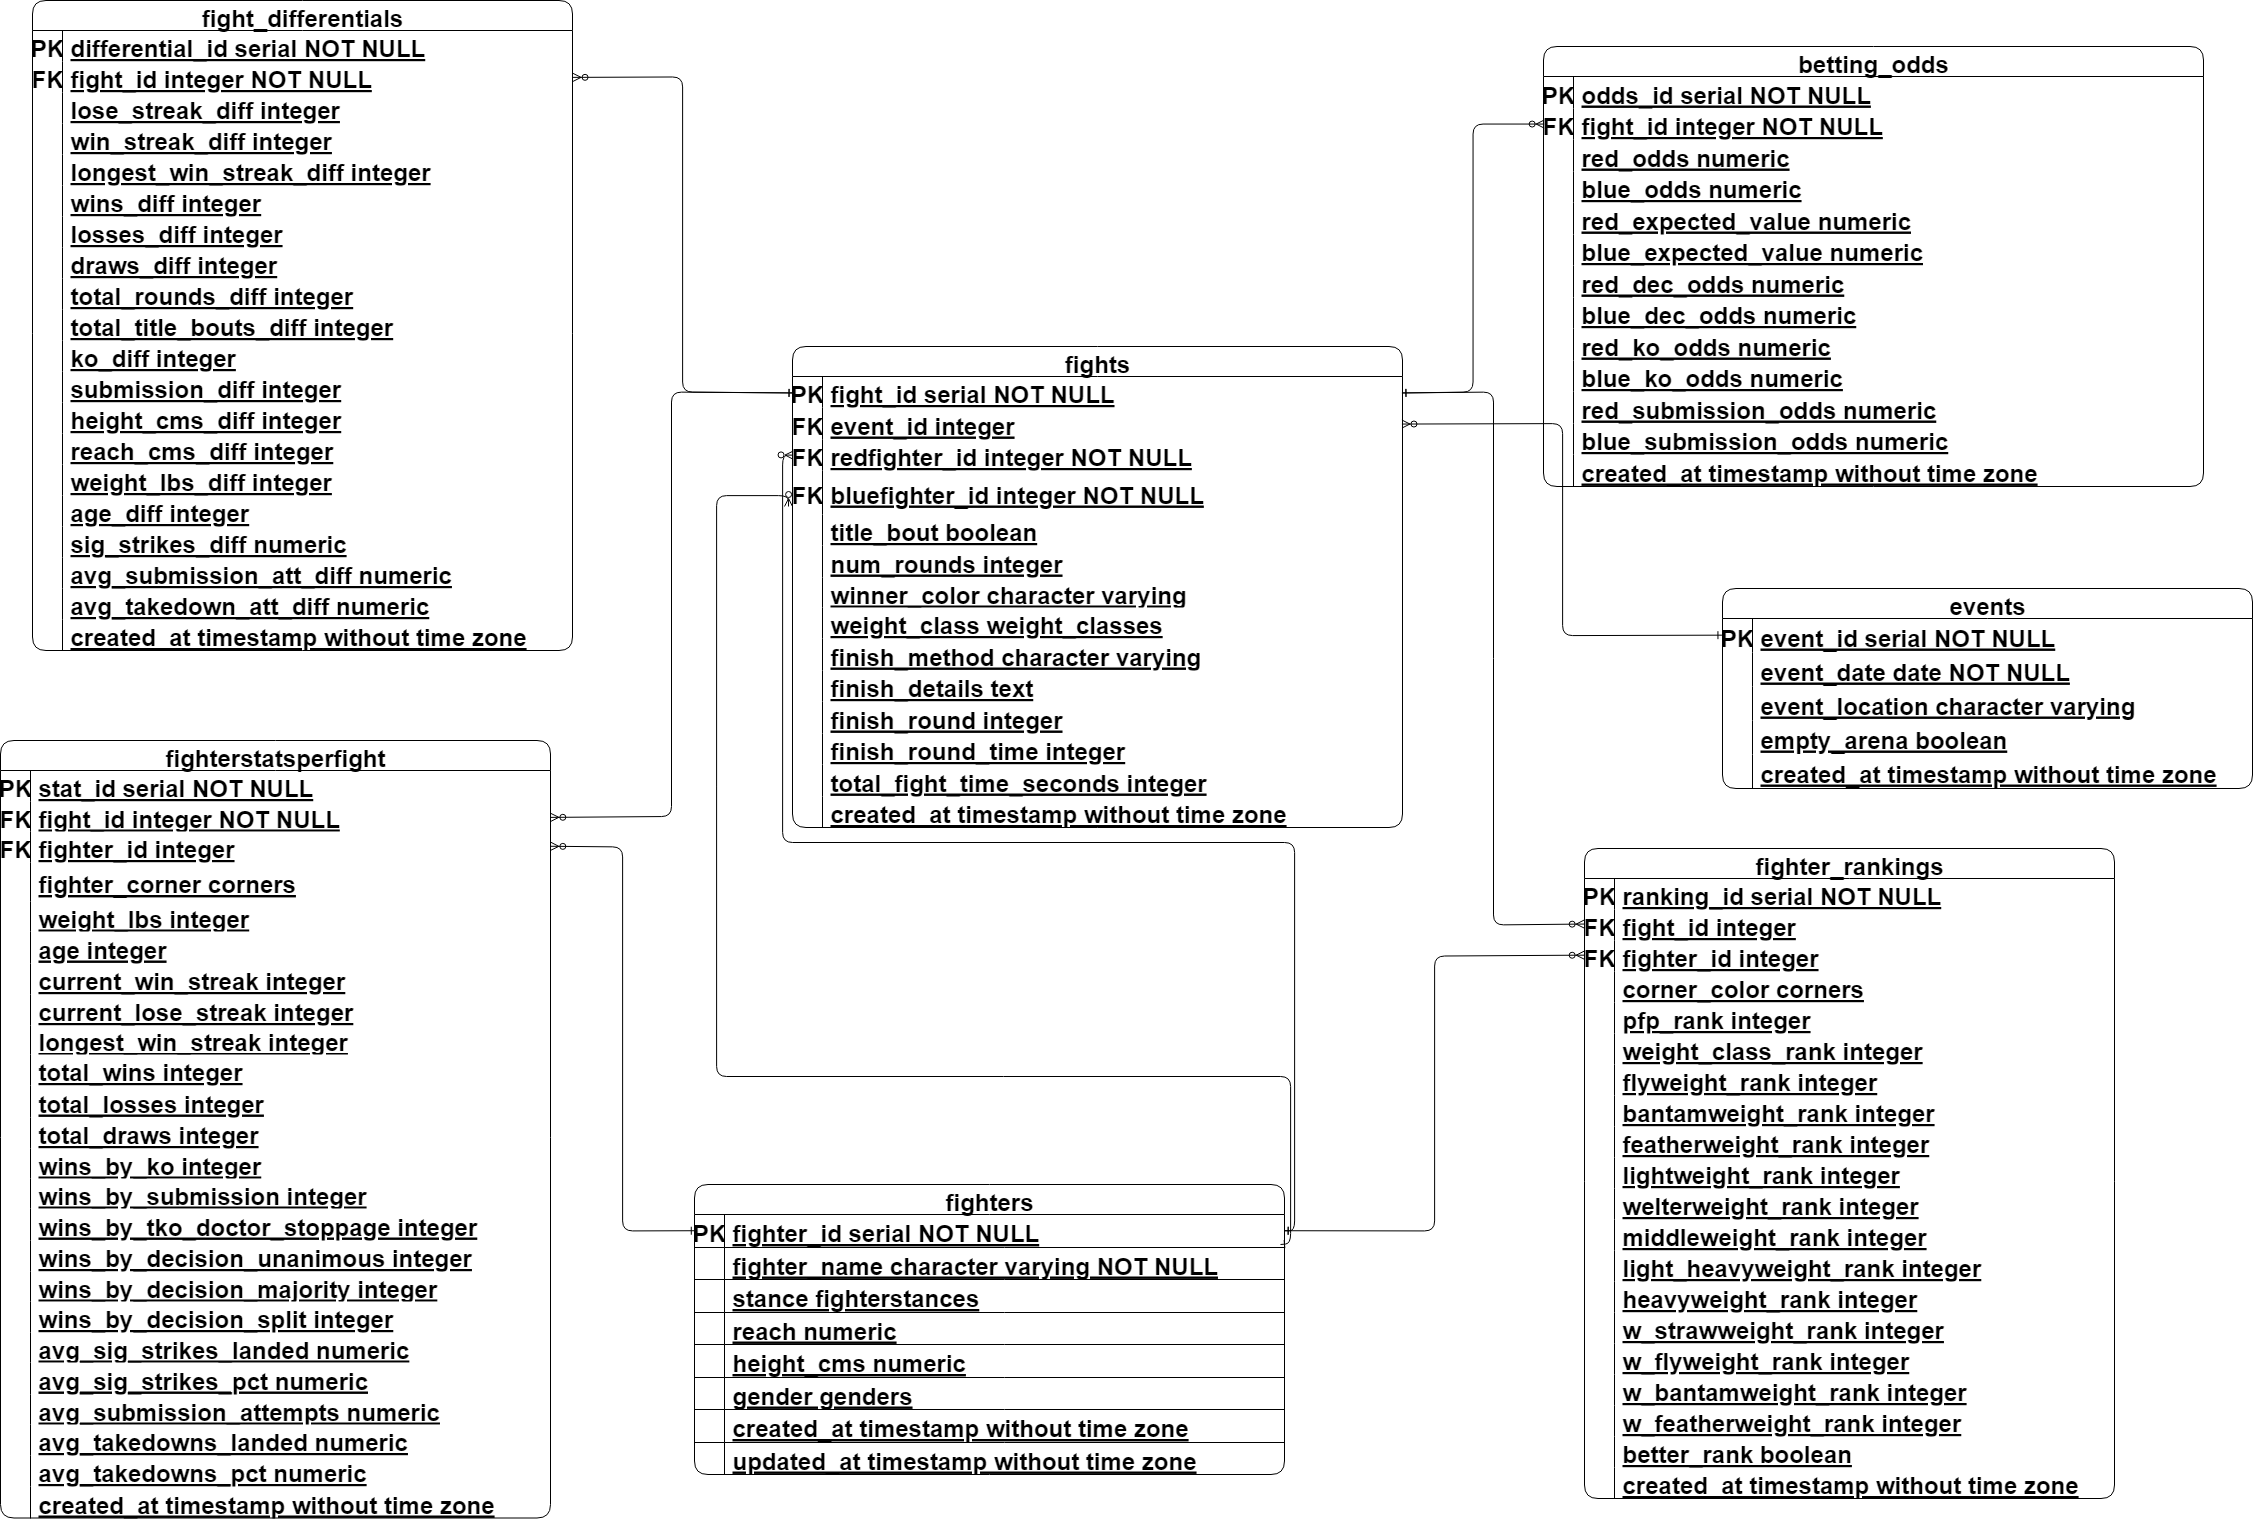 fight_differentials
PK differential_id serial NOT NULL
FK fight_id integer NOT NULL
lose_streak_diff integer
win_streak_diff integer
longest_win_streak_diff integer
wins_diff integer
losses_diff integer
draws_diff integer
total_rounds_diff integer
total_title_bouts_diff integer
ko_diff integer
submission_diff integer
height_cms_diff integer
reach_cms_diff integer
weight_lbs_diff integer
age_diff integer
sig_strikes_diff numeric
avg_submission_att_diff numeric
avg_takedown_att_diff numeric
created_at timestamp without time zone
betting_odds
PK odds_id serial NOT NULL
FK fight_id integer NOT NULL
red_odds numeric
blue_odds numeric
red_expected_value numeric
blue_expected_value numeric
red_dec_odds numeric
blue_dec_odds numeric
red_ko_odds numeric
blue_ko_odds numeric
red_submission_odds numeric
blue_submission_odds numeric
created_at timestamp without time zone
fights
PK fight_id serial NOT NULL
FK event_id integer
FK redfighter_id integer NOT NULL
FK bluefighter_id integer NOT NULL
title_bout boolean
num_rounds integer
winner_color character varying
weight_class weight_classes
finish_method character varying
finish_details text
finish_round integer
finish_round_time integer
total_fight_time_seconds integer
created_at timestamp without time zone
events
PK event_id serial NOT NULL
event_date date NOT NULL
event_location character varying
empty_arena boolean
created_at timestamp without time zone
fighterstatsperfight
PK stat_id serial NOT NULL
FK fight_id integer NOT NULL
FK fighter_id integer
fighter_corner corners
weight_lbs integer
age integer
current_win_streak integer
current_lose_streak integer
longest_win_streak integer
total_wins integer
total_losses integer
total_draws integer
wins_by_ko integer
wins_by_submission integer
wins_by_tko_doctor_stoppage integer
wins_by_decision_unanimous integer
wins_by_decision_majority integer
wins_by_decision_split integer
avg_sig_strikes_landed numeric
avg_sig_strikes_pct numeric
avg_submission_attempts numeric
avg_takedowns_landed numeric
avg_takedowns_pct numeric
created_at timestamp without time zone
fighters
PK fighter_id serial NOT NULL
fighter_name character varying NOT NULL
stance fighterstances
reach numeric
height_cms numeric
gender genders
created_at timestamp without time zone
updated_at timestamp without time zone
fighter_rankings
PK ranking_id serial NOT NULL
FK fight_id integer
FK fighter_id integer
corner_color corners
pfp_rank integer
weight_class_rank integer
flyweight_rank integer
bantamweight_rank integer
featherweight_rank integer
lightweight_rank integer
welterweight_rank integer
middleweight_rank integer
light_heavyweight_rank integer
heavyweight_rank integer
w_strawweight_rank integer
w_flyweight_rank integer
w_bantamweight_rank integer
w_featherweight_rank integer
better_rank boolean
created_at timestamp without time zone